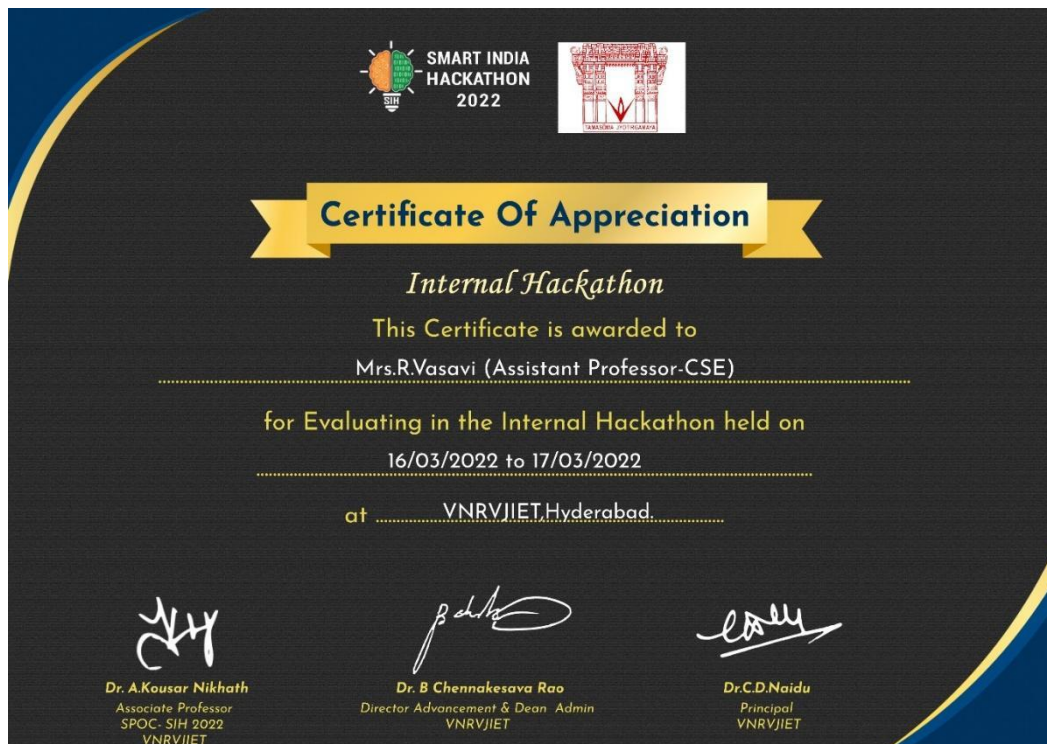 SMART INDIA
HACKATHON
2022
SIH
TAMASOMA JYOTHIRGAMAYA
Certificate Of Appreciation
Internal Hackathon
This Certificate is awarded to
Mrs.R.Vasavi (Assistant Professor-CSE)
for Evaluating in the Internal Hackathon held on
16/03/2022 to 17/03/2022
at VNRVJIET,Hyderabad.
Dr. A.Kousar Nikhath
Associate Professor
SPOC- SIH 2022
VNRVJIET
Dr. B Chennakesava Rao
Director Advancement & Dean Admin
VNRVJIET
Dr.C.D.Naidu
Principal
VNRVJIET